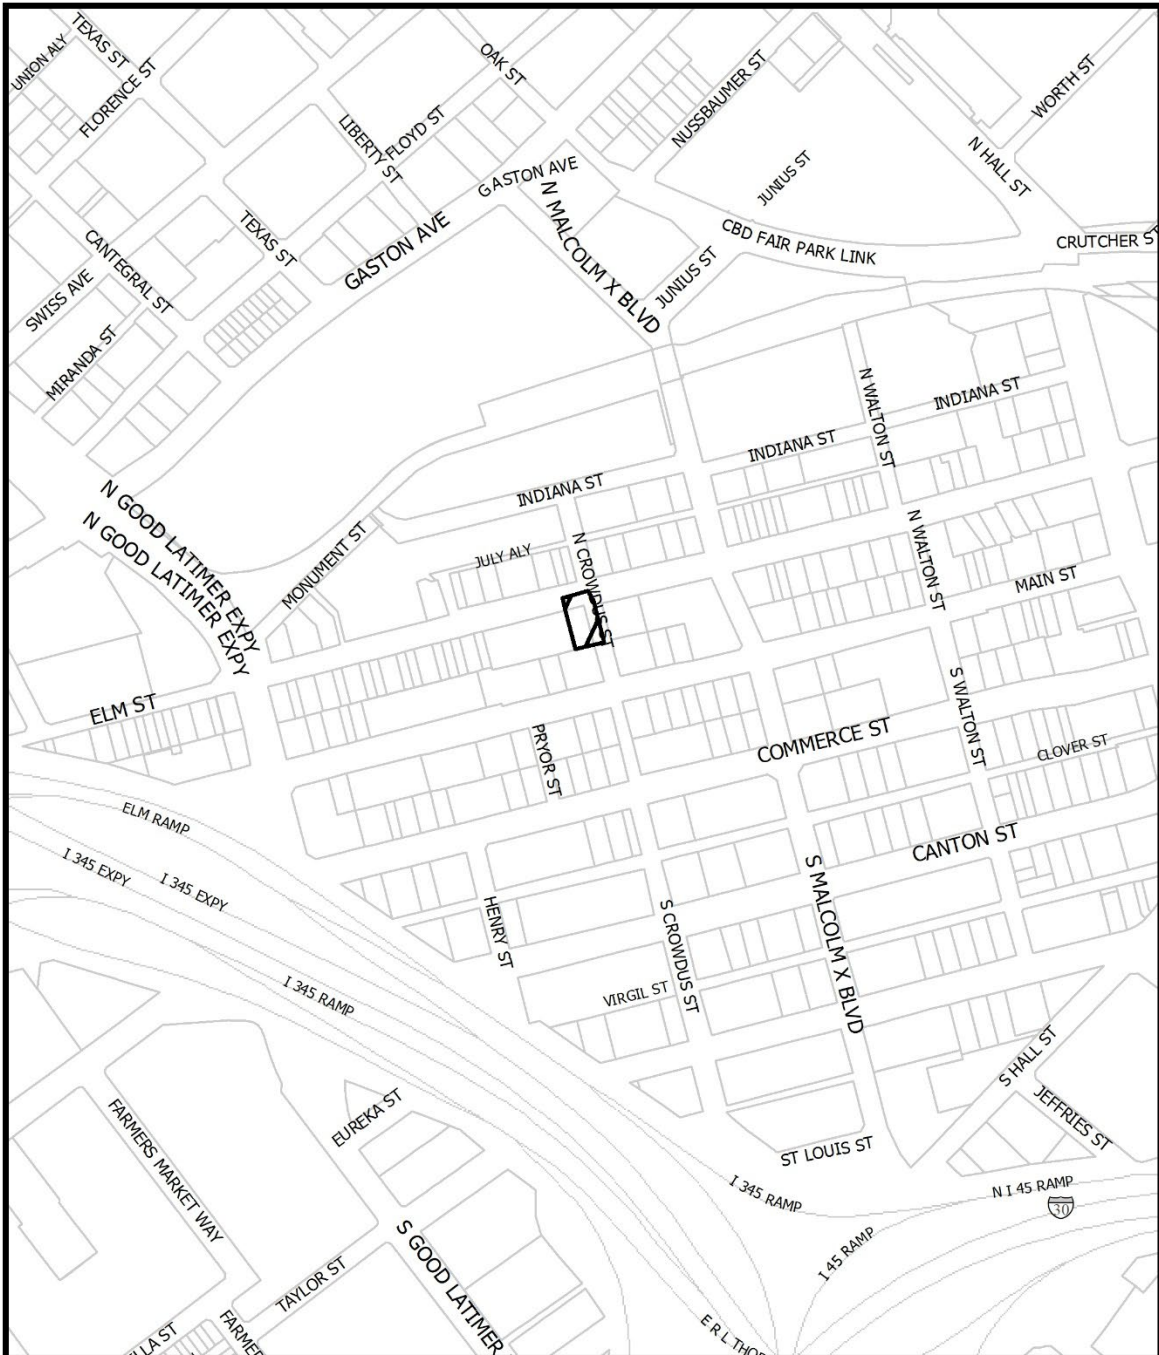 TEXAS ST
UNION ALY
FLORENCE ST
OAK ST
LIBERTY ST
FLOYD ST
NUSSBAUMER ST
WORTH ST
N HALL ST
JUNIUS ST
GASTON AVE
N MALCOLM X BLVD
CBD FAIR PARK LINK
CRUTCHER ST
TEXAS ST
GASTON AVE
CANTEGRAL ST
SWISS AVE
MIRANDA ST
JUNIUS ST
N WALTON ST
INDIANA ST
INDIANA ST
INDIANA ST
N GOOD LATIMER EXPY
N GOOD LATIMER EXPY
MONUMENT ST
JULY ALY
N CROWDUS ST
N WALTON ST
MAIN ST
ELM ST
PRYOR ST
COMMERCE ST
S WALTON ST
CLOVER ST
ELM RAMP
I 345 EXPY
I 345 EXPY
CANTON ST
S MALCOLM X BLVD
HENRY ST
S CROWDUS ST
VIRGIL ST
I 345 RAMP
S HALL ST
JEFFRIES ST
EUREKA ST
FARMERS MARKET WAY
ST LOUIS ST
I 345 RAMP
N I 45 RAMP
30
I 45 RAMP
S GOOD LATIMER
TAYLOR ST
FARMER
LLA ST
E R L THOR